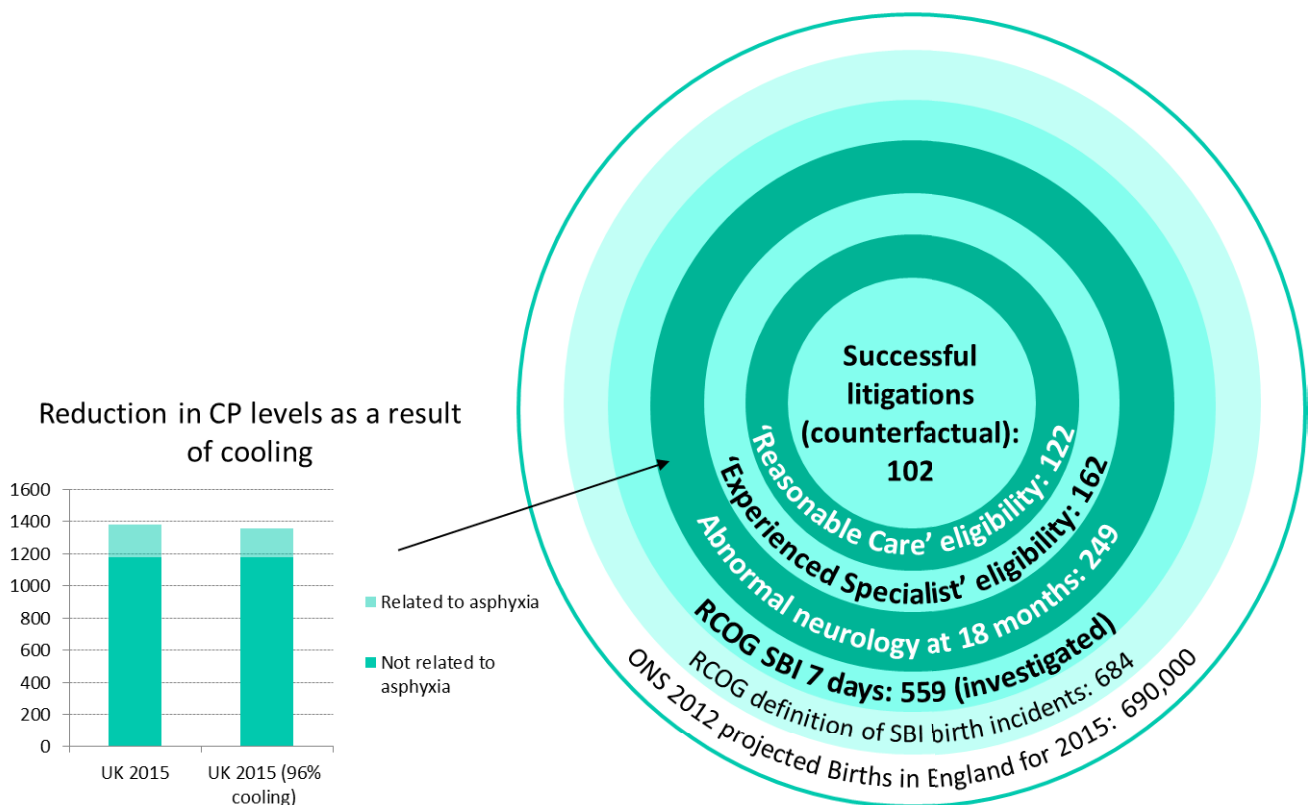 Reduction in CP levels as a result
of cooling
1600
1400
1200
1000
800
600
400
200
0
UK 2015
UK 2015 (96%
cooling)
Related to asphyxia
Not related to
asphyxia
Successful
litigations
(counterfactual):
102
‘Reasonable Care’ eligibility: 122
‘Experienced Specialist’ eligibility: 162
Abnormal neurology at 18 months: 249
RCOG SBI 7 days: 559 (investigated)
RCOG definition of SBI birth incidents: 684
ONS 2012 projected Births in England for 2015: 690,000